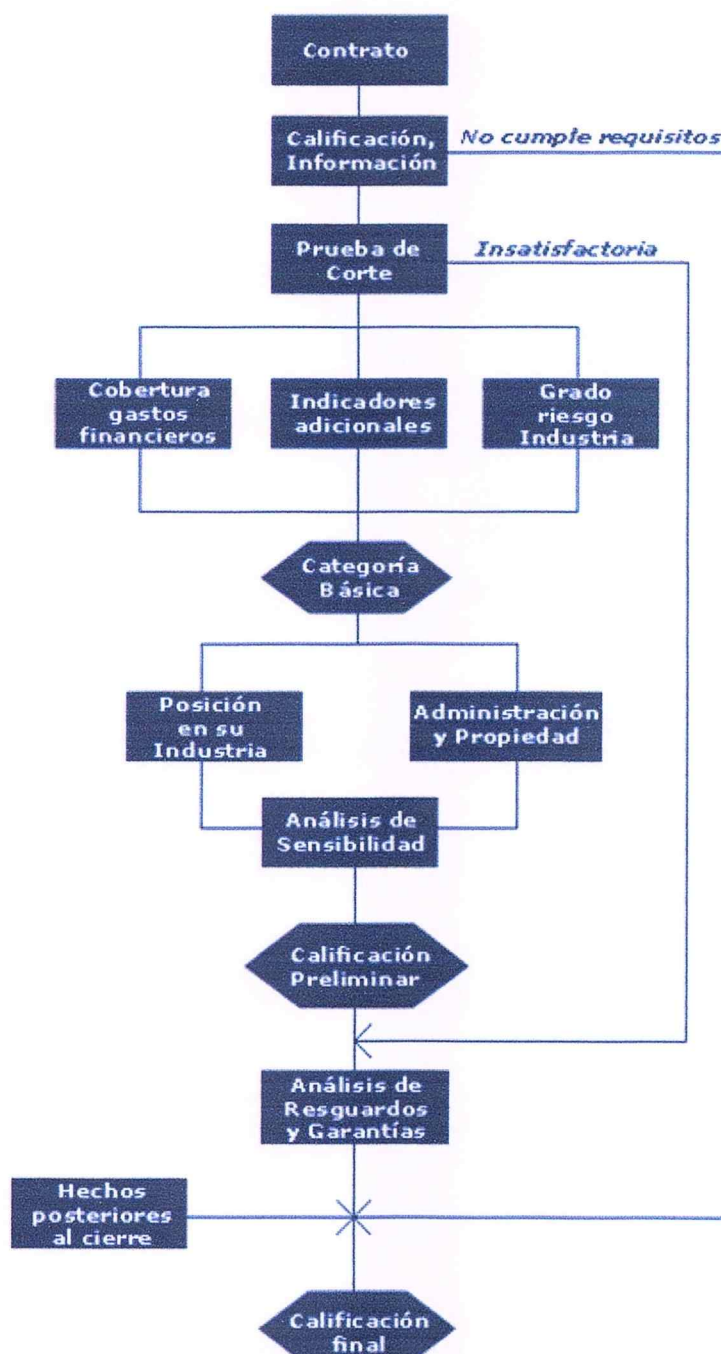 Contrato
Calificación,
Información
No cumple requisitos
Prueba de
Corte
Insatisfactoria
Cobertura
gastos
financieros
Indicadores
adicionales
Grado
riesgo
Industria
Categoría
Básica
Posición
en su
Industria
Administración
y Propiedad
Análisis de
Sensibilidad
Calificación
Preliminar
Análisis de
Resguardos
y Garantías
Hechos
posteriores
al cierre
Calificación
final